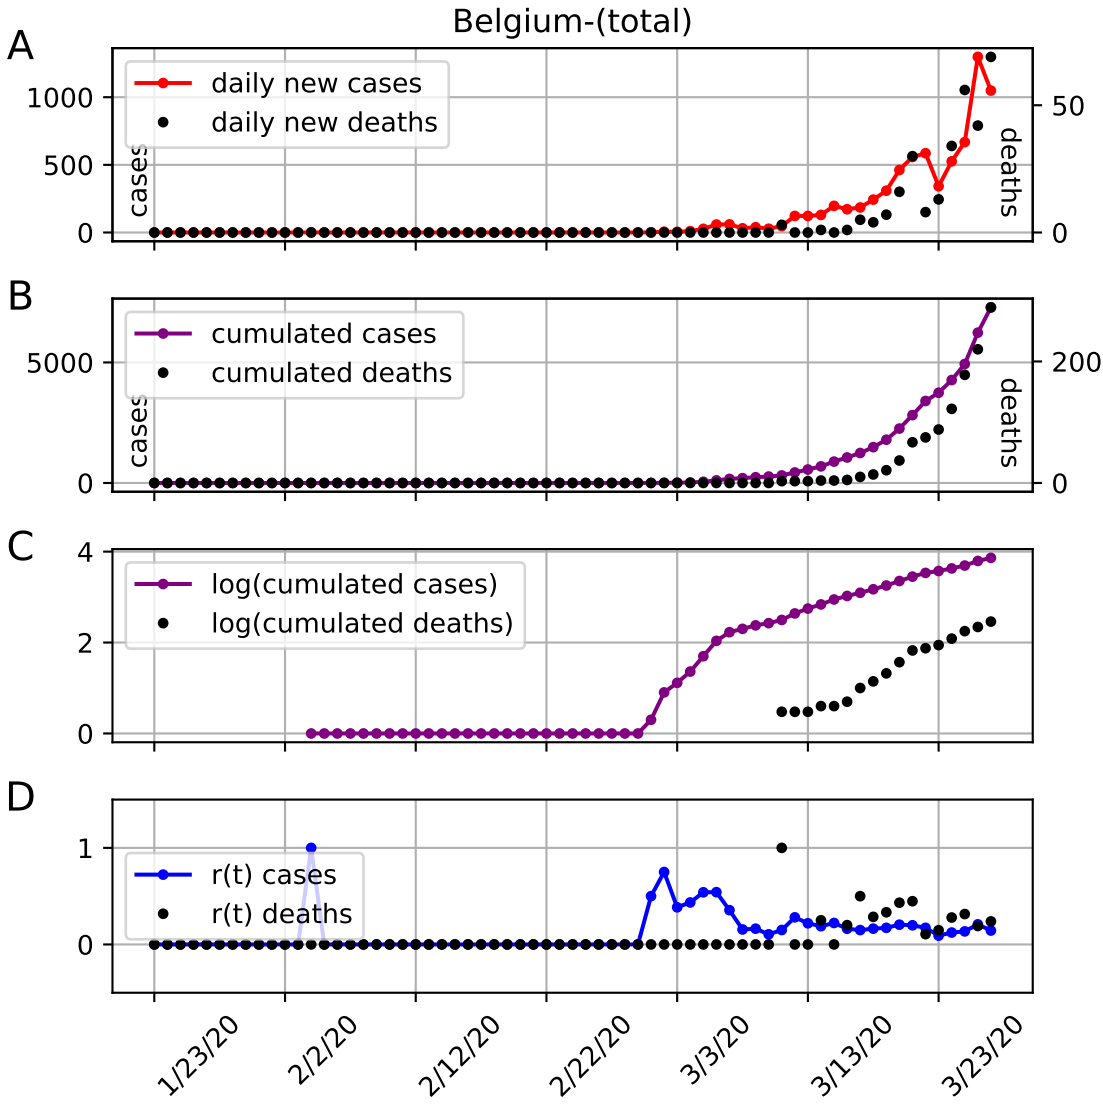 Belgium-(total)
A
daily new cases
daily new deaths
1000
500
0
cases
50
0
deaths
B
cumulated cases
cumulated deaths
5000
0
cases
200
0
deaths
C
log(cumulated cases)
log(cumulated deaths)
4
2
0
D
r(t) cases
r(t) deaths
1
0
1/23/20
2/2/20
2/12/20
2/22/20
3/3/20
3/13/20
3/23/20